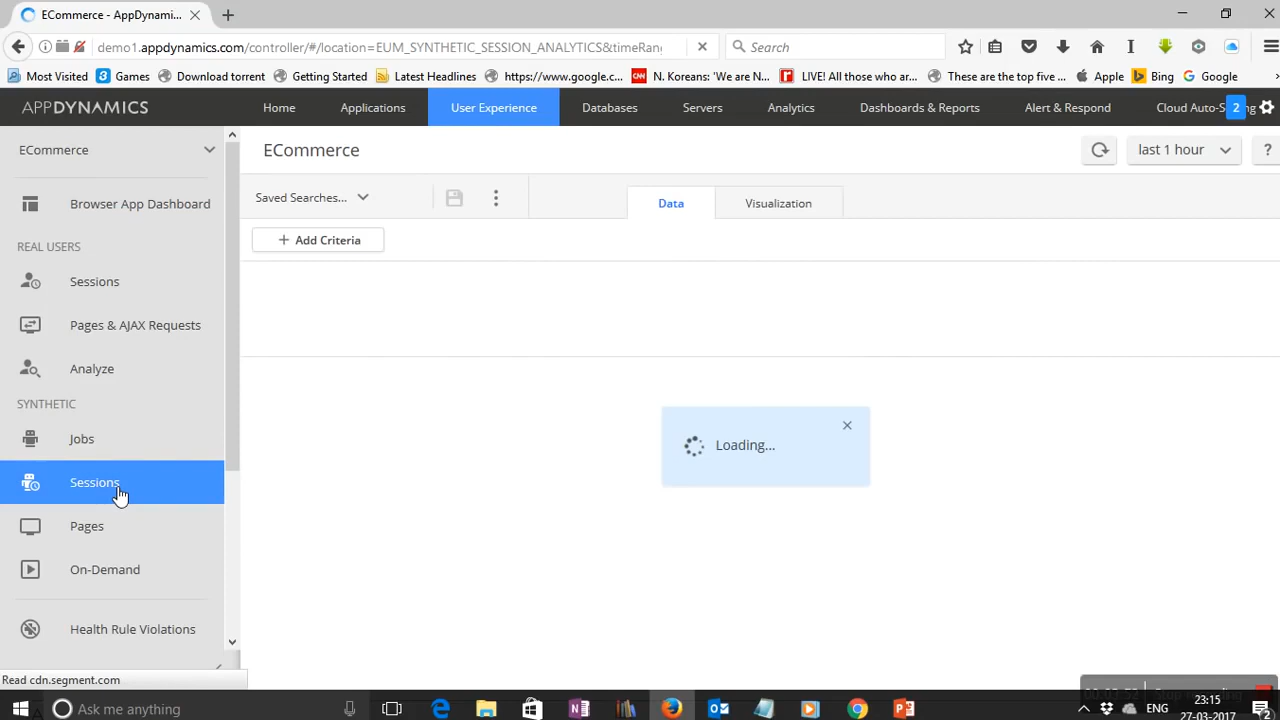 ECommerce - AppDynami...
demo1.appdynamics.com/controller/#/location=EUM_SYNTHETIC_SESSION_ANALYTICS&timeRang
Search
Most Visited
Games
Download torrent
Getting Started
Latest Headlines
https://www.google.c...
N. Koreans: 'We are N...
LIVE! All those who ar...
These are the top five ...
Apple
Bing
Google
APPDYNAMICS
Home
Applications
User Experience
Databases
Servers
Analytics
Dashboards & Reports
Alert & Respond
Cloud Auto-S
2
ECommerce
ECommerce
last 1 hour
?
Browser App Dashboard
Saved Searches...
Data
Visualization
REAL USERS
+ Add Criteria
Sessions
Pages & AJAX Requests
Analyze
SYNTHETIC
Jobs
Loading...
Sessions
Pages
On-Demand
Health Rule Violations
Read cdn.segment.com
Ask me anything
ENG
23:15
27-03-2017
2